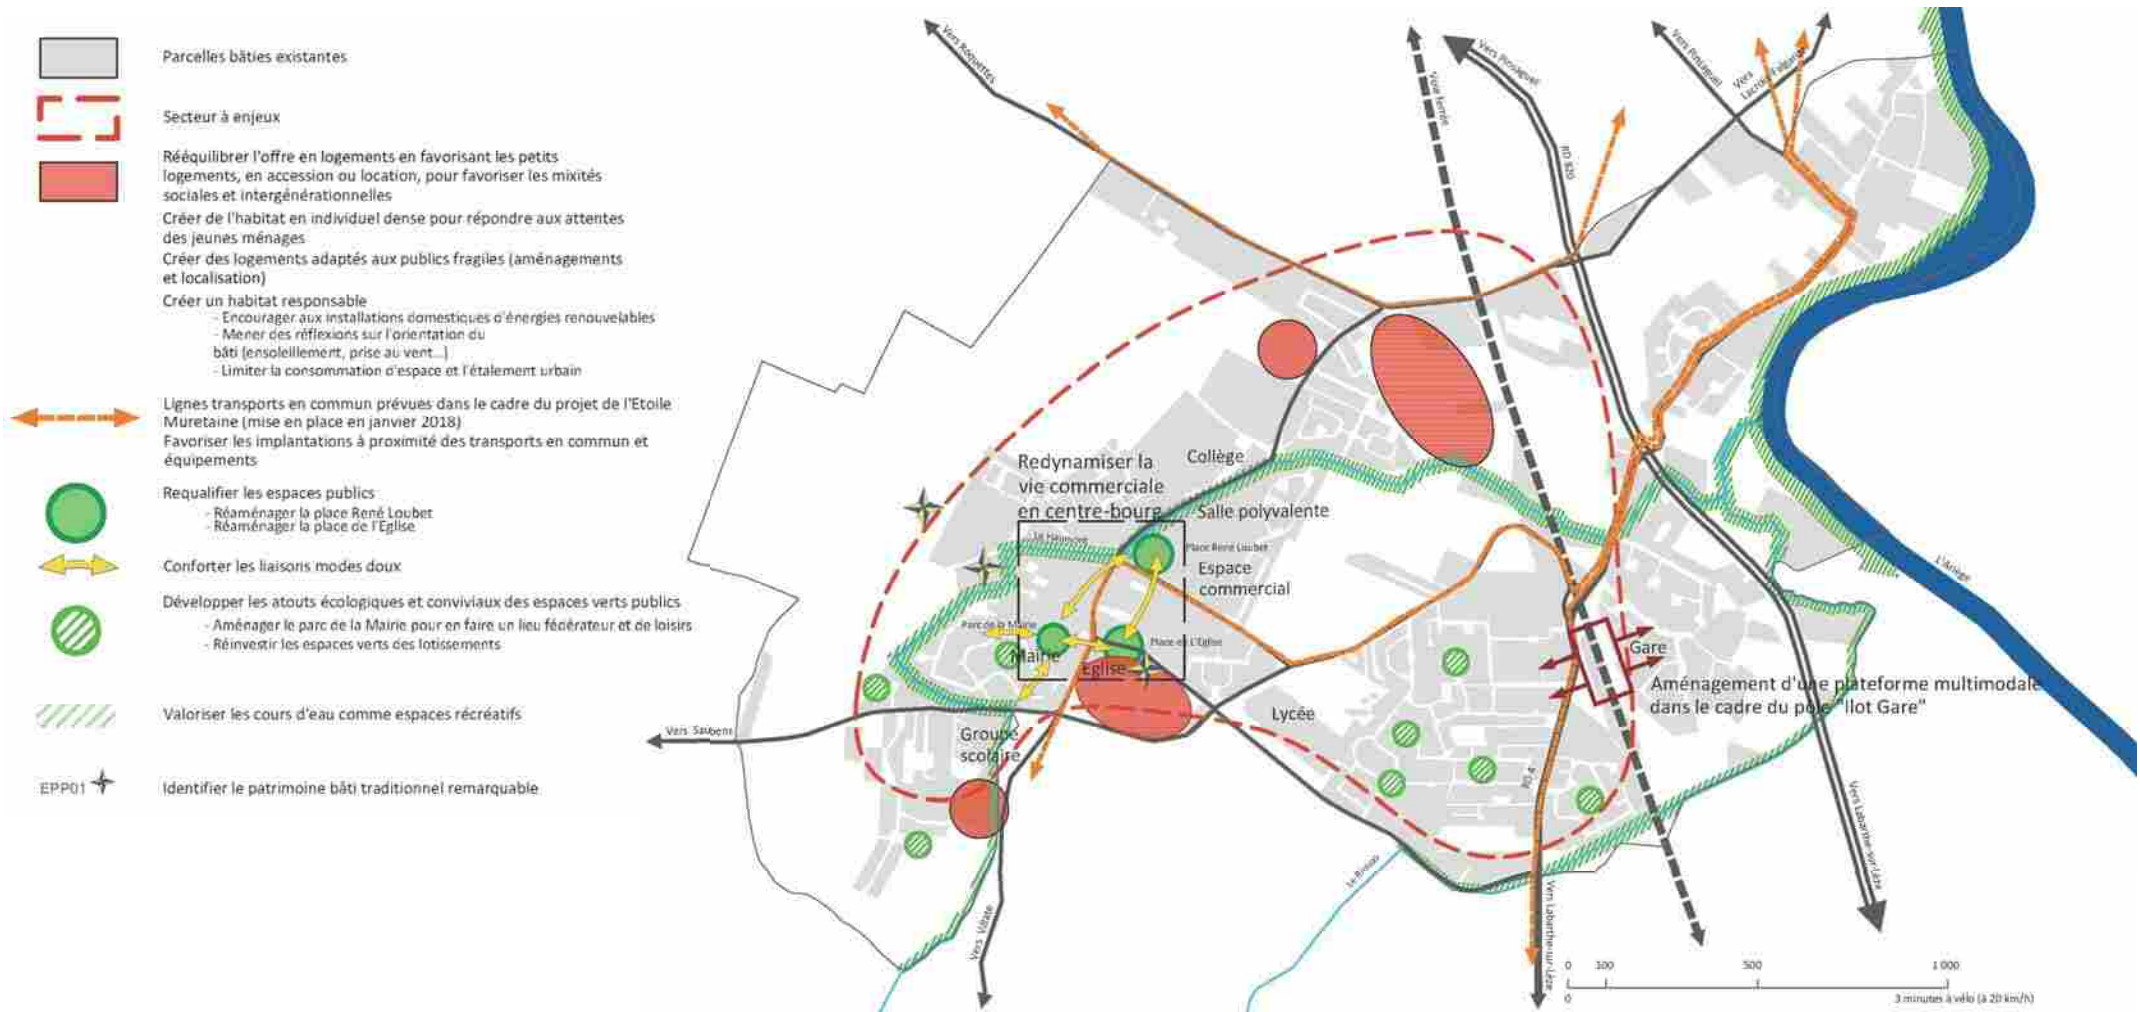 Parcelles bâties existantes
Secteur à enjeux
Rééquilibrer l'offre en logements en favorisant les petits
logements, en accession ou location, pour favoriser les mixités
sociales et intergénérationnelles
Créer de l'habitat en individuel dense pour répondre aux attentes
des jeunes ménages
Créer des logements adaptés aux publics fragiles (aménagements
et localisation)
Créer un habitat responsable
- Encourager aux installations domestiques d'énergies renouvelables
- Mener des réflexions sur l'orientation du
bâti (ensoleillement, prise au vent...)
- Limiter la consommation d'espace et l'étalement urbain
Lignes transports en commun prévues dans le cadre du projet de l'Etoile
Muretaine (mise en place en janvier 2018)
Favoriser les implantations à proximité des transports en commun et
équipements
Requalifier les espaces publics
- Réaménager la place René Loubet
- Réaménager la place de l'Eglise
Conforter les liaisons modes doux
Développer les atouts écologiques et conviviaux des espaces verts publics
- Aménager le parc de la Mairie pour en faire un lieu fédérateur et de loisirs
- Réinvestir les espaces verts des lotissements
Valoriser les cours d'eau comme espaces récréatifs
EPP01
Identifier le patrimoine bâti traditionnel remarquable
Vers Roquettes
Voie ferrée
Vers Pinsaguel
RD 820
Vers Pinsaguel
Vers
Lacroix-Falgarde
Redynamiser la
vie commerciale
en centre-bourg
Collège
Salle polyvalente
Place René Loubet
Espace
commercial
Parc de la Mairie
Mairie
Place de L'Eglise
Eglise
Vers Saubens
Groupe
scolaire
Lycée
Gare
Aménagement d'une plateforme multimodale
dans le cadre du pôle "Ilot Gare"
L'Ariège
RD 4
Vers Villate
Vers Labarthe-sur-Lèze
Vers Labarthe-sur-Lèze
0 100 500 1 000
0 3 minutes à vélo (à 20 km/h)